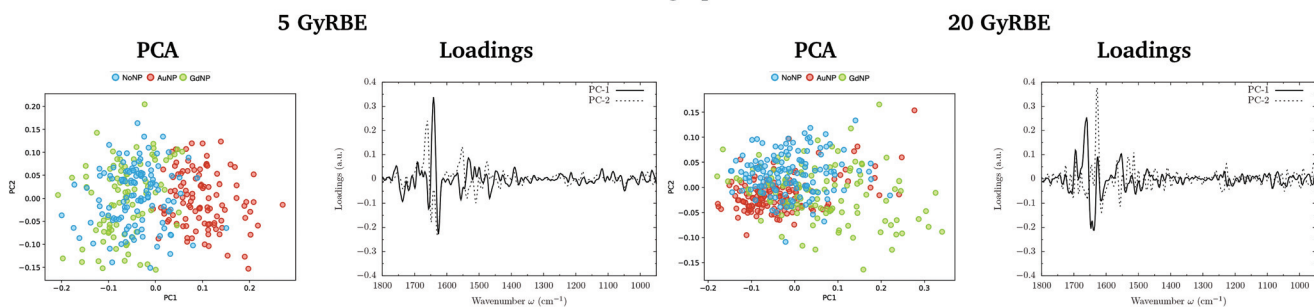 5 GyRBE
20 GyRBE
PCA
Loadings
PCA
Loadings
NoNP AuNP GdNP
NoNP AuNP GdNP
0.20
0.15
0.10
0.05
0.00
−0.05
−0.10
−0.15
PC2
−0.2 −0.1 0.0 0.1 0.2 0.3
PC1
0.4
0.3
0.2
0.1
0
−0.1
−0.2
−0.3
−0.4
Loadings (a.u.)
PC-1
PC-2
1800 1700 1600 1500 1400 1300 1200 1100 1000
Wavenumber ω (cm⁻¹)
0.15
0.10
0.05
0.00
−0.05
−0.10
−0.15
PC2
−0.2 −0.1 0.0 0.1 0.2 0.3
PC1
0.4
0.3
0.2
0.1
0
−0.1
−0.2
−0.3
−0.4
Loadings (a.u.)
PC-1
PC-2
1800 1700 1600 1500 1400 1300 1200 1100 1000
Wavenumber ω (cm⁻¹)